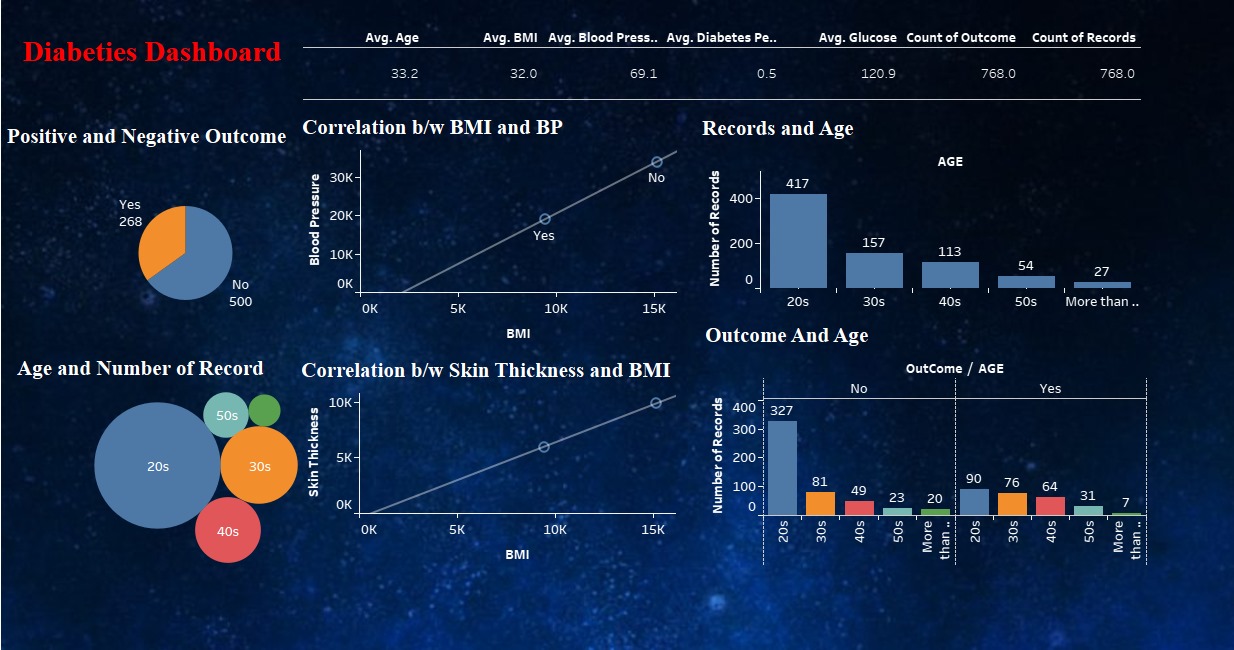 Diabeties Dashboard
Avg. Age Avg. BMI Avg. Blood Press.. Avg. Diabetes Pe.. Avg. Glucose Count of Outcome Count of Records
33.2 32.0 69.1 0.5 120.9 768.0 768.0
Positive and Negative Outcome
Yes
268
No
500
Correlation b/w BMI and BP
Blood Pressure
30K
20K
10K
0K
No
Yes
0K 5K 10K 15K
BMI
Records and Age
AGE
Number of Records
400
200
0
417 157 113 54 27
20s 30s 40s 50s More than ..
Age and Number of Record
50s
20s
30s
40s
Correlation b/w Skin Thickness and BMI
Skin Thickness
10K
5K
0K
0K 5K 10K 15K
BMI
Outcome And Age
OutCome / AGE
No Yes
Number of Records
400
300
200
100
0
327 81 49 23 20 90 76 64 31 7
20s 30s 40s 50s More than .. 20s 30s 40s 50s More than ..